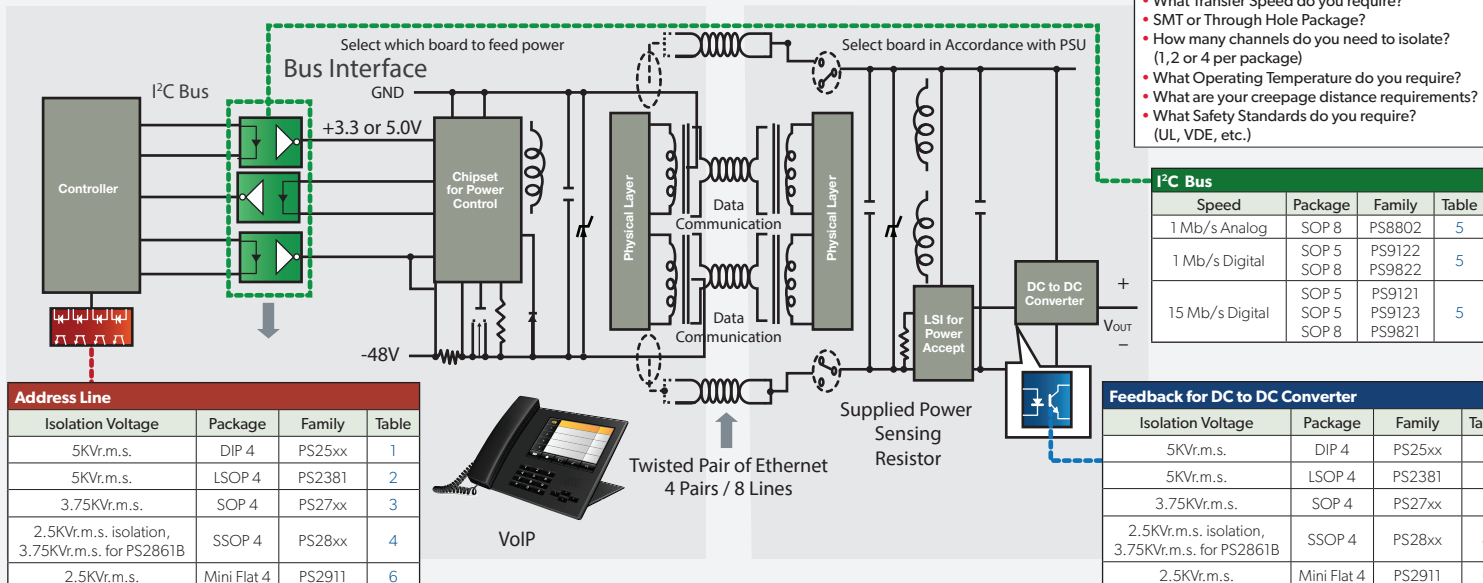 • What Transfer Speed do you require?
• SMT or Through Hole Package?
• How many channels do you need to isolate?
(1,2 or 4 per package)
• What Operating Temperature do you require?
• What are your creepage distance requirements?
• What Safety Standards do you require?
(UL, VDE, etc.)
Select which board to feed power
Select board in Accordance with PSU
Bus Interface
I²C Bus
GND
+3.3 or 5.0V
Controller
Chipset
for Power
Control
Physical Layer
Data
Communication
Data
Communication
Physical Layer
-48V
LSI for
Power
Accept
DC to DC
Converter
+
VOUT
–
Supplied Power
Sensing
Resistor
Twisted Pair of Ethernet
4 Pairs / 8 Lines
VoIP
I²C Bus
Speed Package Family Table
1 Mb/s Analog SOP 8 PS8802 5
1 Mb/s Digital SOP 5 PS9122 5
SOP 8 PS9822
SOP 5 PS9121
15 Mb/s Digital SOP 5 PS9123 5
SOP 8 PS9821
Address Line
Isolation Voltage Package Family Table
5KVr.m.s. DIP 4 PS25xx 1
5KVr.m.s. LSOP 4 PS2381 2
3.75KVr.m.s. SOP 4 PS27xx 3
2.5KVr.m.s. isolation,
3.75KVr.m.s. for PS2861B SSOP 4 PS28xx 4
2.5KVr.m.s. Mini Flat 4 PS2911 6
Feedback for DC to DC Converter
Isolation Voltage Package Family Ta
5KVr.m.s. DIP 4 PS25xx
5KVr.m.s. LSOP 4 PS2381
3.75KVr.m.s. SOP 4 PS27xx
2.5KVr.m.s. isolation,
3.75KVr.m.s. for PS2861B SSOP 4 PS28xx
2.5KVr.m.s. Mini Flat 4 PS2911